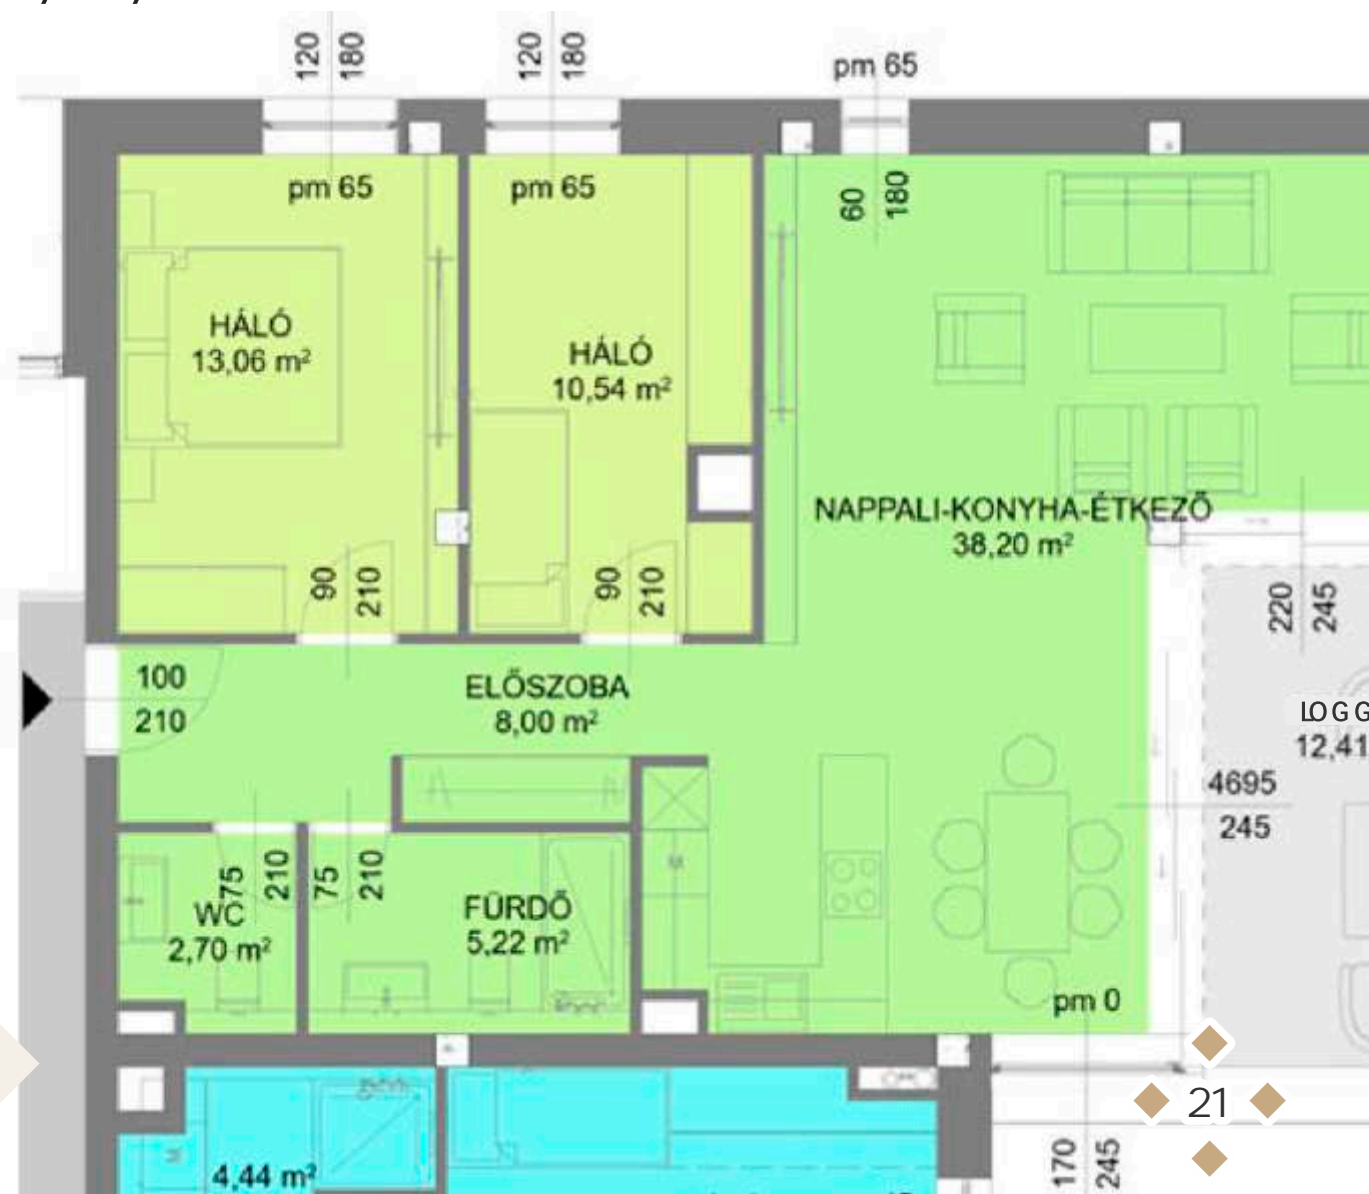 120
180
120
180
pm 65
pm 65
pm 65
60
180
HÁLÓ
13,06 m²
HÁLÓ
10,54 m²
NAPPALI-KONYHA-ÉTKEZŐ
38,20 m²
90
210
90
210
220
245
100
210
ELŐSZOBA
8,00 m²
12,41
4695
245
75
210
75
210
WC
2,70 m²
FÜRDŐ
5,22 m²
M
pm 0
21
170
245
M
4,44 m²